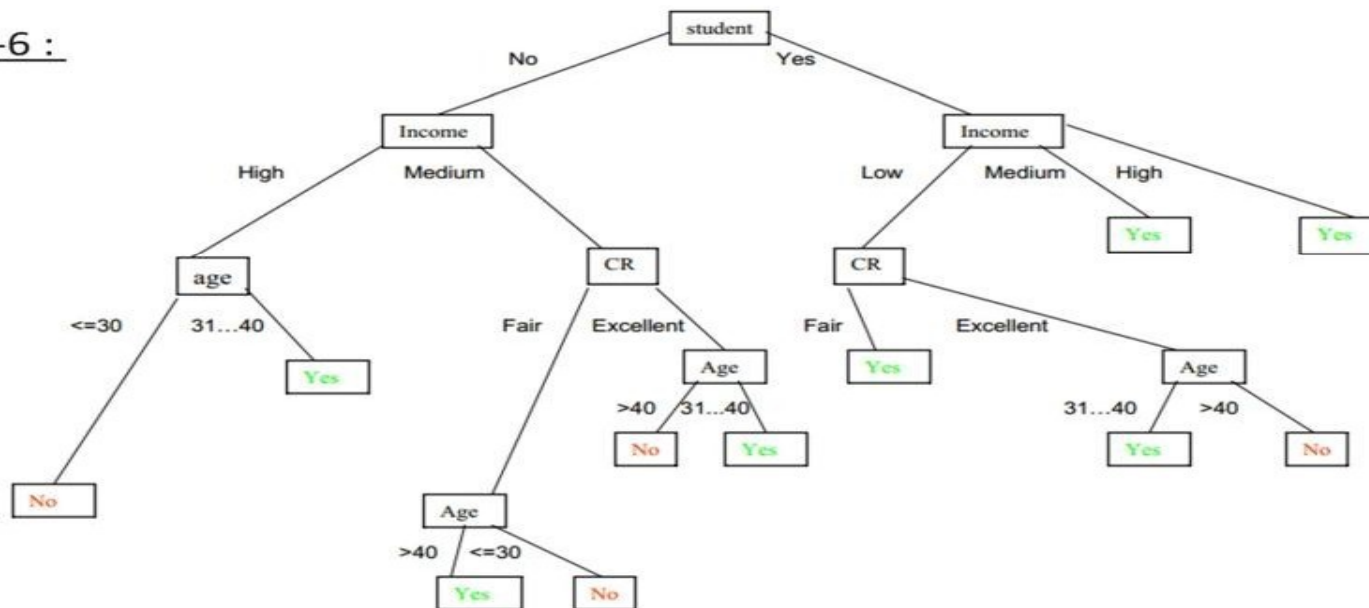 student
-6 :
No Yes
Income Income
High Medium Low Medium High
Yes Yes
age CR CR
<=30 31...40 Fair Excellent Fair Excellent
Yes Age Yes Age
>40 31...40 31...40 >40
No Yes Yes No
No Age
>40 <=30
Yes No